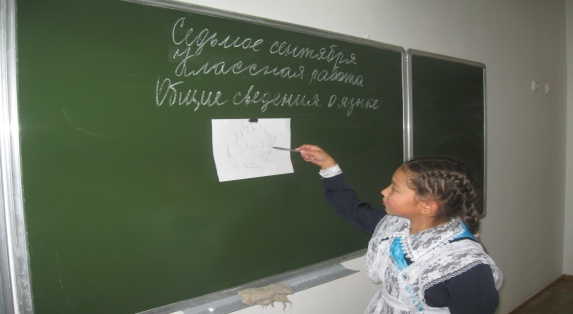 Седьмое сентября
Классная работа
Общие сведения о языке